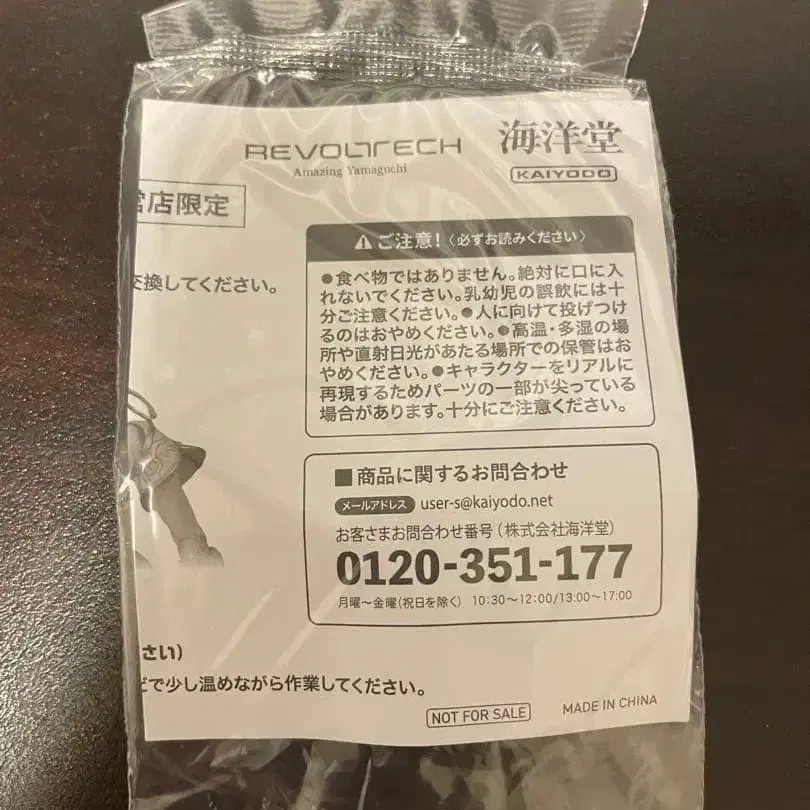 REVOLTECH
Amazing Yamaguchi
海洋堂
KAIYODO
営店限定
交換してください。
ご注意!〈必ずお読みください〉
●食べ物ではありません。絶対に口に入
れないでください。乳幼児の誤飲には十
分ご注意ください。●人に向けて投げつけ
るのはおやめください。●高温・多湿の場
所や直射日光があたる場所での保管はお
やめください。●キャラクターをリアルに
再現するためパーツの一部が尖っている
場合があります。十分にご注意ください。
■商品に関するお問合わせ
メールアドレス user-s@kaiyodo.net
お客さまお問合わせ番号(株式会社海洋堂)
0120-351-177
月曜〜金曜(祝日を除く) 10:30〜12:00/13:00〜17:00
さい)
どで少し温めながら作業してください。
NOT FOR SALE
MADE IN CHINA